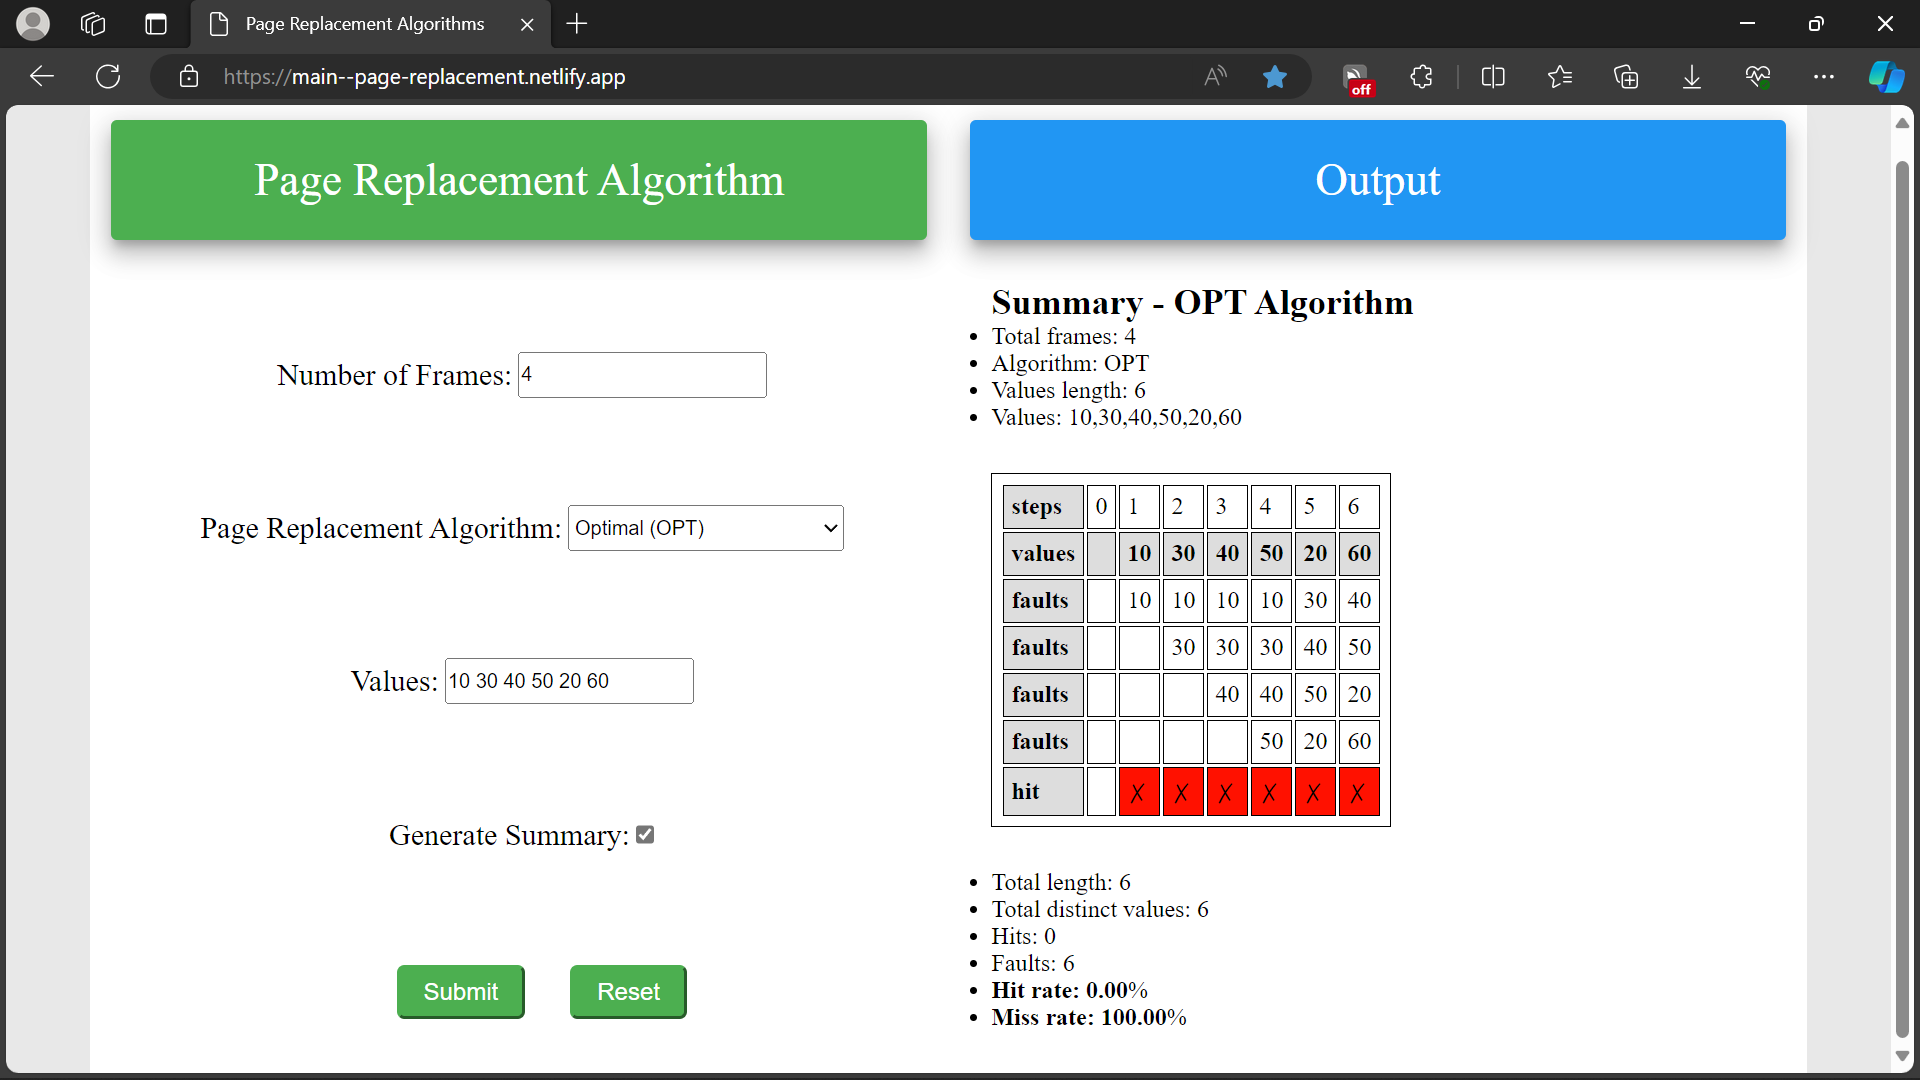 Page Replacement Algorithms
https://main--page-replacement.netlify.app
off
Page Replacement Algorithm
Number of Frames: 4
Page Replacement Algorithm: Optimal (OPT)
Values: 10 30 40 50 20 60
Generate Summary:
Submit Reset
Output
Summary - OPT Algorithm
• Total frames: 4
• Algorithm: OPT
• Values length: 6
• Values: 10,30,40,50,20,60
steps 0 1 2 3 4 5 6
values 10 30 40 50 20 60
faults 10 10 10 10 30 40
faults 30 30 30 40 50
faults 40 40 50 20
faults 50 20 60
hit X X X X X X
• Total length: 6
• Total distinct values: 6
• Hits: 0
• Faults: 6
• Hit rate: 0.00%
• Miss rate: 100.00%